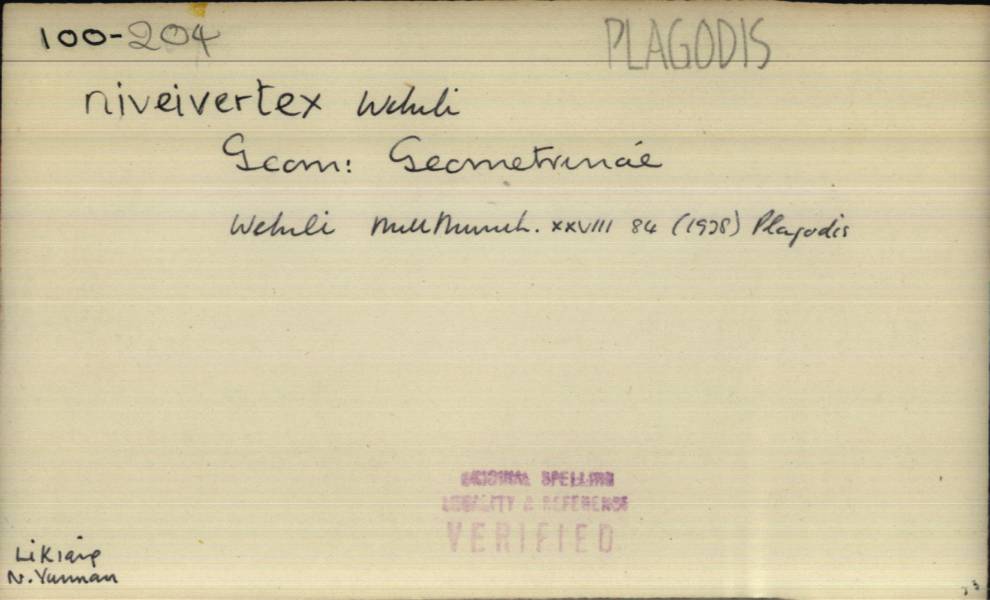 100-204 PLAGODIS
niveivertex Wehrli
Geom: Geometrinae
Wehrli Mitt Munch. XXVIII 84 (1938) Plagodis
ORIGINAL SPELLING
LOCALITY & REFERENCE
VERIFIED
Likiang
N. Yunnan